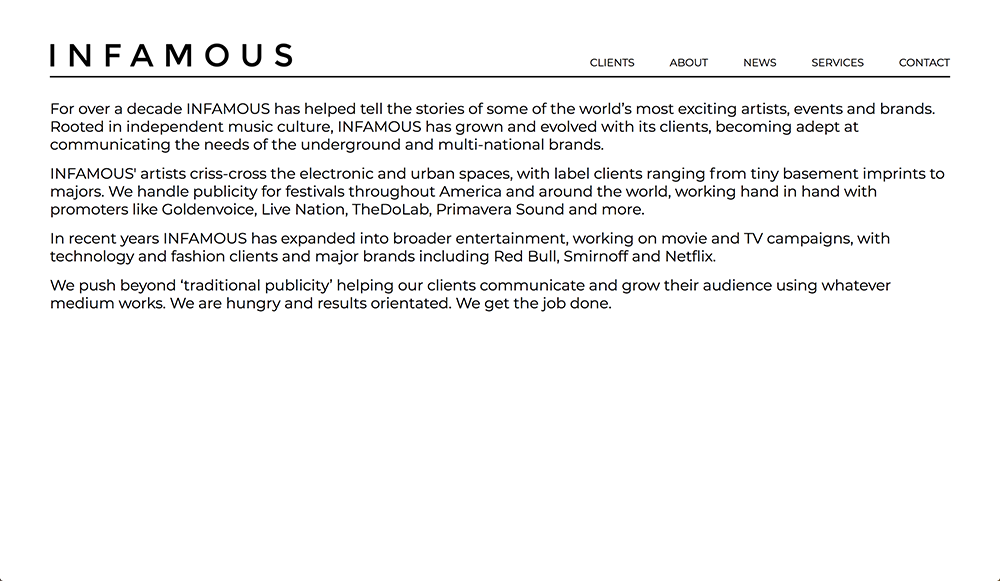 INFAMOUS
CLIENTS ABOUT NEWS SERVICES CONTACT
For over a decade INFAMOUS has helped tell the stories of some of the world’s most exciting artists, events and brands.
Rooted in independent music culture, INFAMOUS has grown and evolved with its clients, becoming adept at
communicating the needs of the underground and multi-national brands.
INFAMOUS' artists criss-cross the electronic and urban spaces, with label clients ranging from tiny basement imprints to
majors. We handle publicity for festivals throughout America and around the world, working hand in hand with
promoters like Goldenvoice, Live Nation, TheDoLab, Primavera Sound and more.
In recent years INFAMOUS has expanded into broader entertainment, working on movie and TV campaigns, with
technology and fashion clients and major brands including Red Bull, Smirnoff and Netflix.
We push beyond ‘traditional publicity’ helping our clients communicate and grow their audience using whatever
medium works. We are hungry and results orientated. We get the job done.